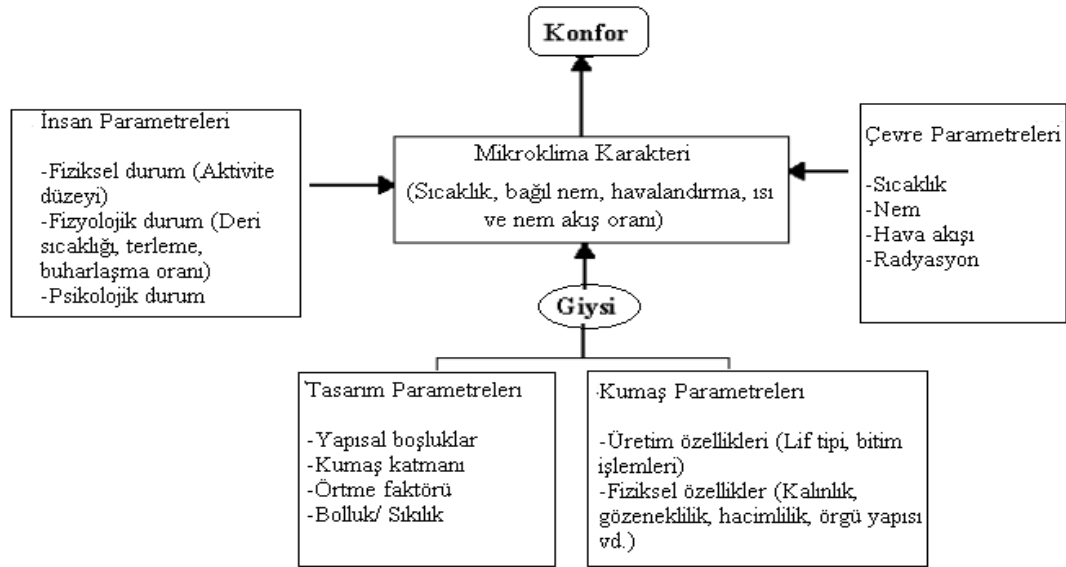 Konfor
İnsan Parametreleri
-Fiziksel durum (Aktivite
düzeyi)
-Fizyolojik durum (Deri
sıcaklığı, terleme,
buharlaşma oranı)
-Psikolojik durum
Mikroklima Karakteri
(Sıcaklık, bağıl nem, havalandırma, ısı
ve nem akış oranı)
Çevre Parametreleri
-Sıcaklık
-Nem
-Hava akışı
-Radyasyon
Giysi
Tasarım Parametrelerı
-Yapısal boşluklar
-Kumaş katmanı
-Örtme faktörü
-Bolluk/ Sıkılık
Kumaş Parametrelerı
-Üretim özellikleri (Lif tipi, bitim
işlemleri)
-Fiziksel özellikler (Kalınlık,
gözeneklilik, hacimlilik, örgü yapısı
vd.)